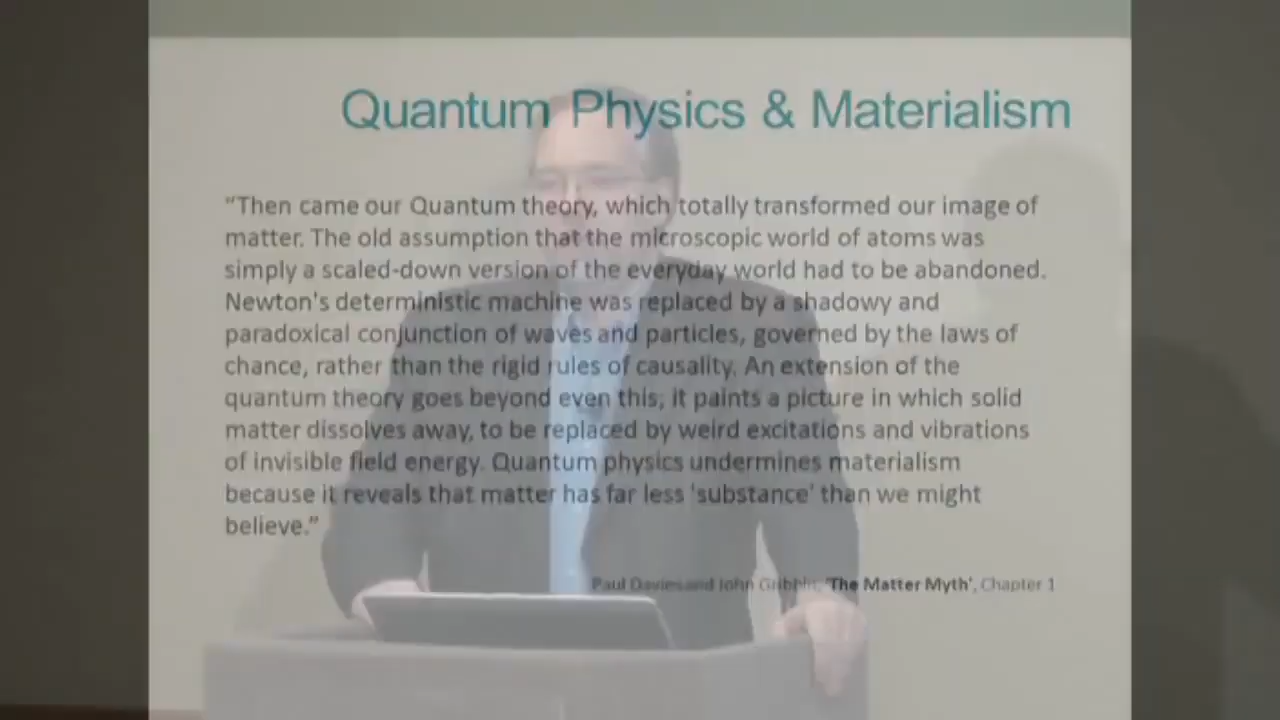 Quantum Physics & Materialism
“Then came our Quantum theory, which totally transformed our image of
matter. The old assumption that the microscopic world of atoms was
simply a scaled-down version of the everyday world had to be abandoned.
Newton's deterministic machine was replaced by a shadowy and
paradoxical conjunction of waves and particles, governed by the laws of
chance, rather than the rigid rules of causality. An extension of the
quantum theory goes beyond even this; it paints a picture in which solid
matter dissolves away, to be replaced by weird excitations and vibrations
of invisible field energy. Quantum physics undermines materialism
because it reveals that matter has far less 'substance' than we might
believe.”
Paul Davies and John Gribbin, 'The Matter Myth', Chapter 1